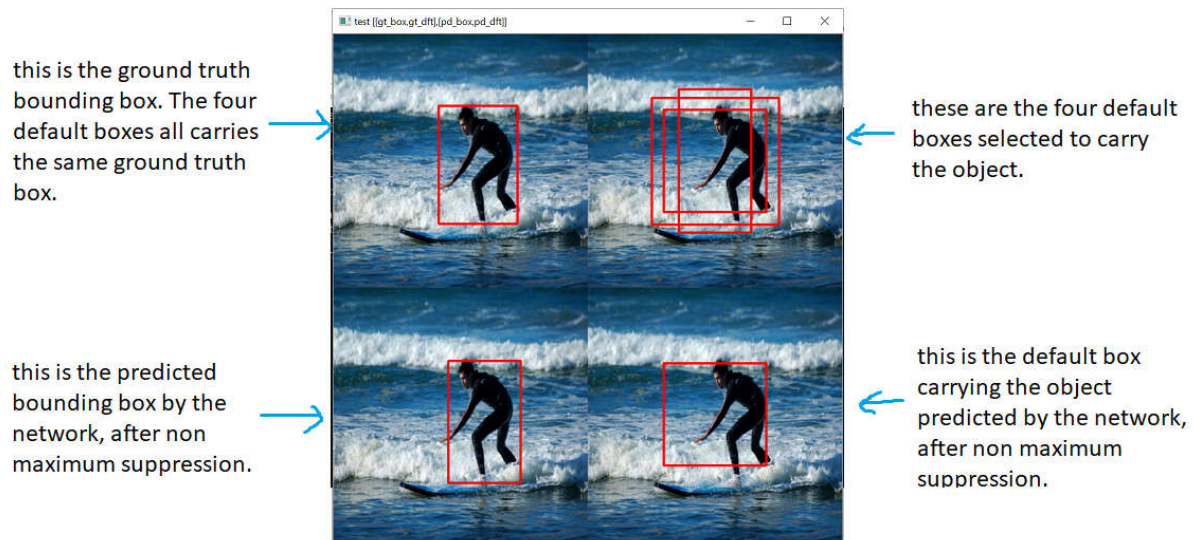 test [[gt_box,gt_dft],[pd_box,pd_dft]]
this is the ground truth
bounding box. The four
default boxes all carries
the same ground truth
box.
these are the four default
boxes selected to carry
the object.
this is the predicted
bounding box by the
network, after non
maximum suppression.
this is the default box
carrying the object
predicted by the network,
after non maximum
suppression.